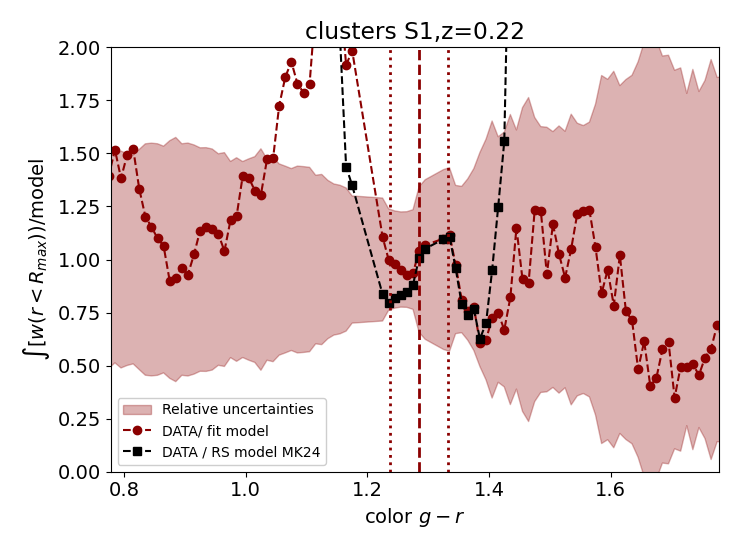 clusters S1,z=0.22
∫[w(r < R_{max}))/model
2.00
1.75
1.50
1.25
1.00
0.75
0.50
0.25
0.00
Relative uncertainties
DATA/ fit model
DATA / RS model MK24
0.8 1.0 1.2 1.4 1.6
color g − r